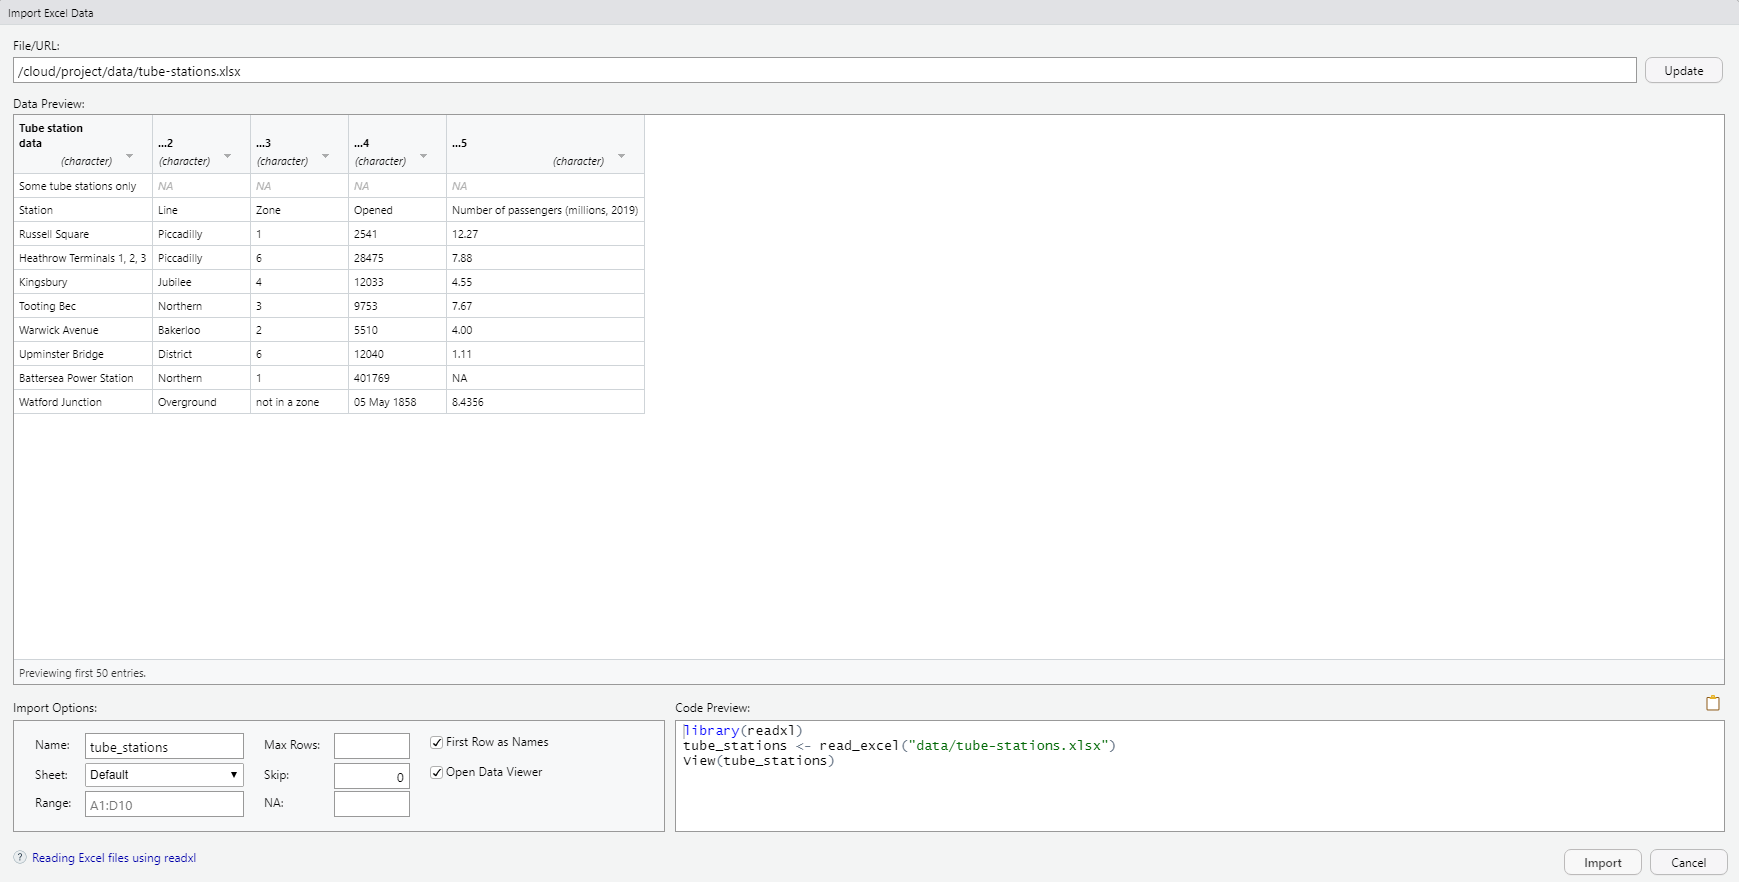 Import Excel Data
File/URL:
/cloud/project/data/tube-stations.xlsx
Update
Data Preview:
Tube station data (character) ...2 (character) ...3 (character) ...4 (character) ...5 (character)
Some tube stations only NA NA NA NA
Station Line Zone Opened Number of passengers (millions, 2019)
Russell Square Piccadilly 1 2541 12.27
Heathrow Terminals 1, 2, 3 Piccadilly 6 28475 7.88
Kingsbury Jubilee 4 12033 4.55
Tooting Bec Northern 3 9753 7.67
Warwick Avenue Bakerloo 2 5510 4.00
Upminster Bridge District 6 12040 1.11
Battersea Power Station Northern 1 401769 NA
Watford Junction Overground not in a zone 05 May 1858 8.4356
Previewing first 50 entries.
Import Options:
Name: tube_stations Max Rows: First Row as Names
Sheet: Default Skip: 0 Open Data Viewer
Range: A1:D10 NA:
Code Preview:
library(readxl)
tube_stations <- read_excel("data/tube-stations.xlsx")
View(tube_stations)
? Reading Excel files using readxl
Import Cancel